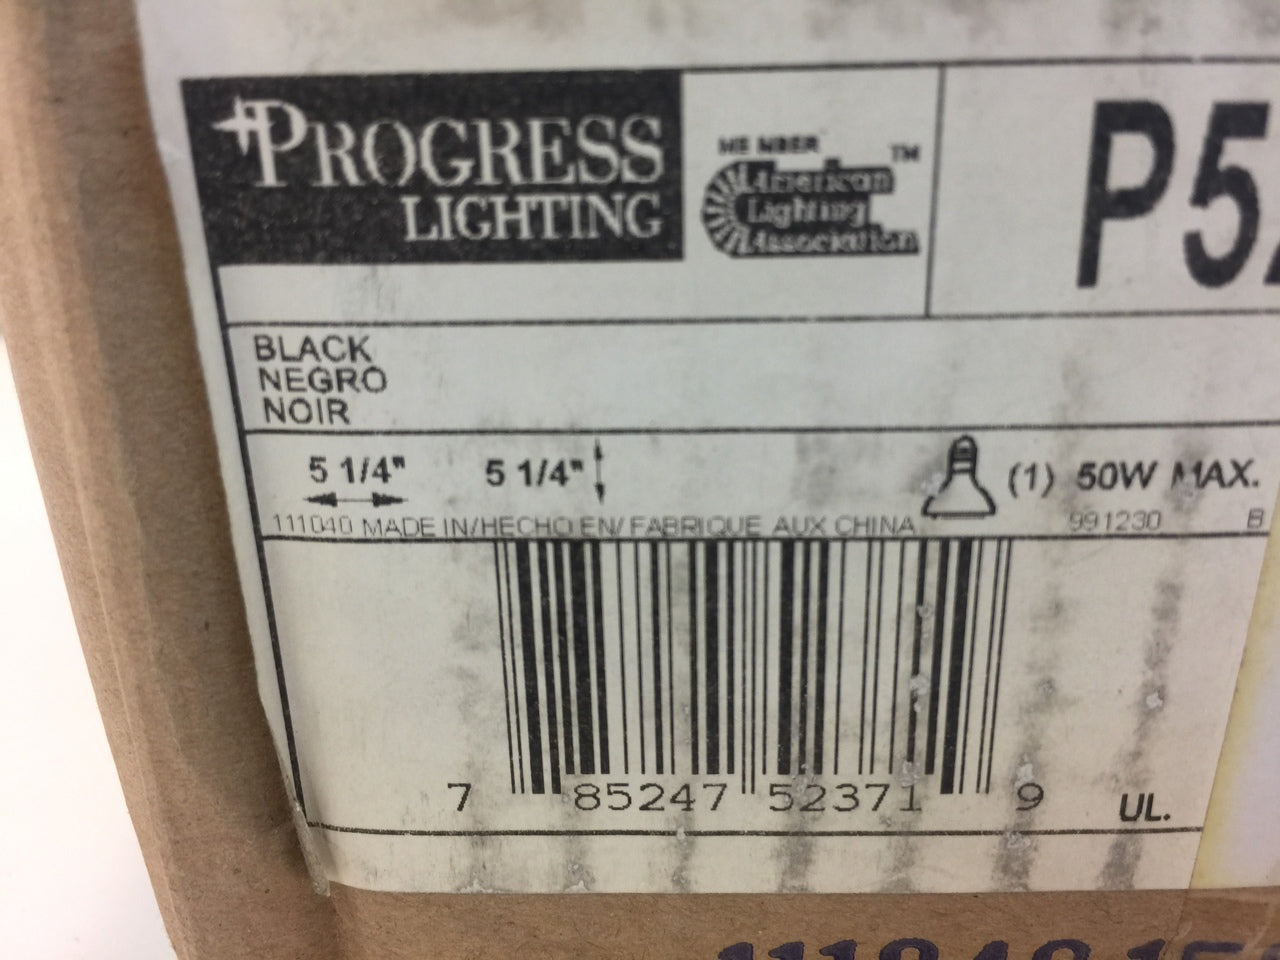 PROGRESS
LIGHTING
MEMBER
TM
American
Lighting
Association
P5
BLACK
NEGRO
NOIR
5 1/4" 5 1/4" (1) 50W MAX.
111040 MADE IN/HECHO EN/ FABRIQUE AUX CHINA 991230 B
7 85247 52371 9 UL.